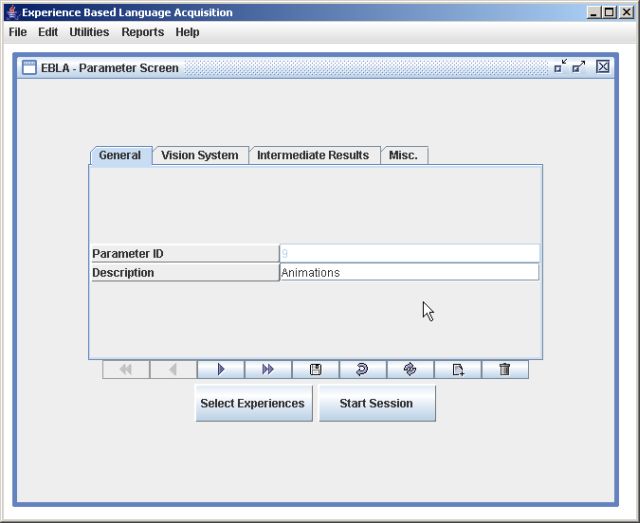 Experience Based Language Acquisition
File Edit Utilities Reports Help
EBLA - Parameter Screen
General Vision System Intermediate Results Misc.
Parameter ID 9
Description Animations
Select Experiences Start Session